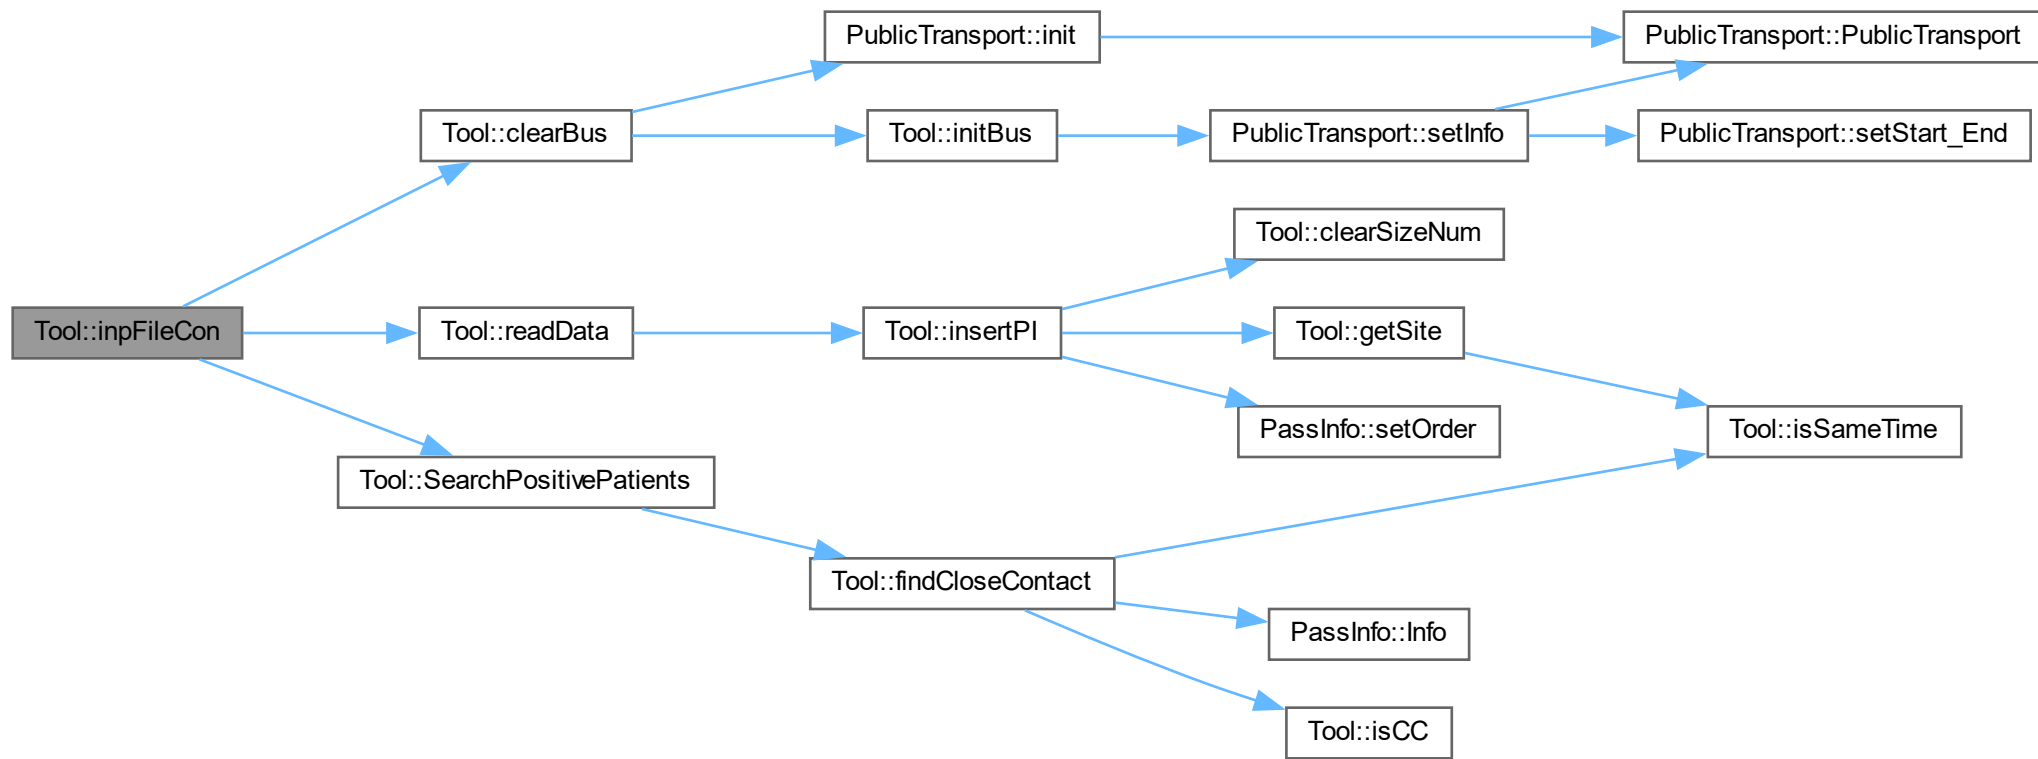 PublicTransport::init
PublicTransport::PublicTransport
Tool::clearBus
Tool::initBus
PublicTransport::setInfo
PublicTransport::setStart_End
Tool::clearSizeNum
Tool::inpFileCon
Tool::readData
Tool::insertPI
Tool::getSite
PassInfo::setOrder
Tool::isSameTime
Tool::SearchPositivePatients
Tool::findCloseContact
PassInfo::Info
Tool::isCC